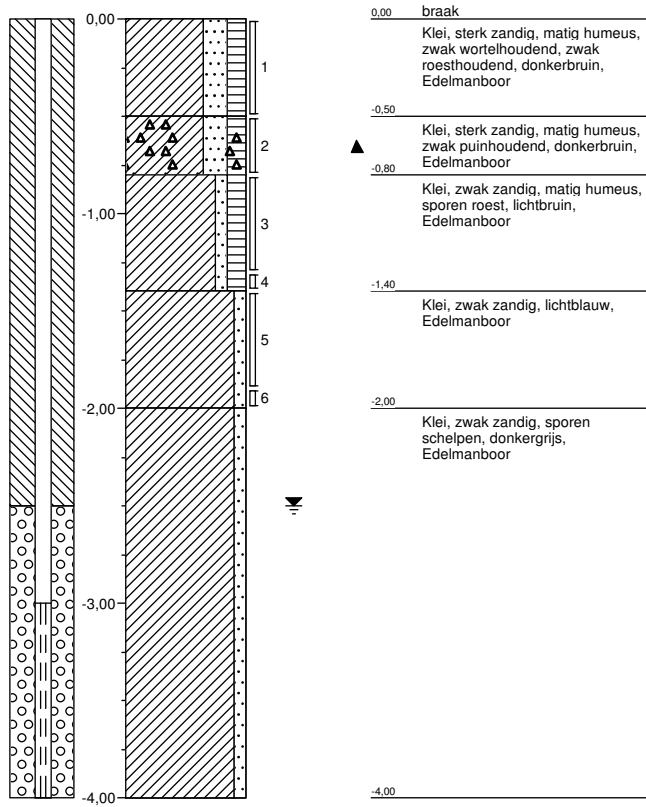 0,00
-1,00
-2,00
-3,00
-4,00
1
2
3
4
5
6
0,00 braak
Klei, sterk zandig, matig humeus,
zwak wortelhoudend, zwak
roesthoudend, donkerbruin,
Edelmanboor
-0,50
Klei, sterk zandig, matig humeus,
zwak puinhoudend, donkerbruin,
Edelmanboor
-0,80
Klei, zwak zandig, matig humeus,
sporen roest, lichtbruin,
Edelmanboor
-1,40
Klei, zwak zandig, lichtblauw,
Edelmanboor
-2,00
Klei, zwak zandig, sporen
schelpen, donkergrijs,
Edelmanboor
-4,00